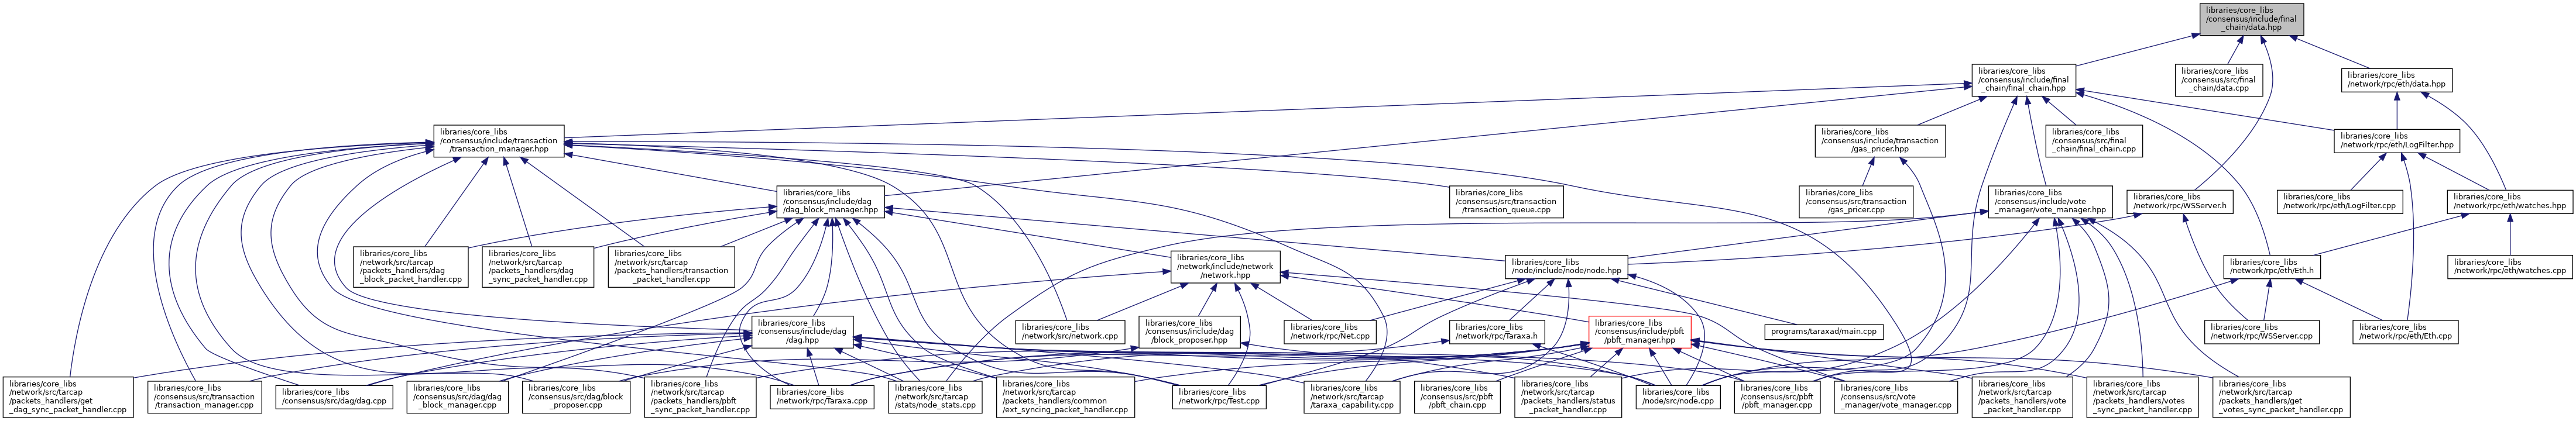 libraries/core_libs
/consensus/include/final
_chain/data.hpp
libraries/core_libs
/consensus/include/final
_chain/final_chain.hpp
libraries/core_libs
/consensus/src/final
_chain/data.cpp
libraries/core_libs
/network/rpc/eth/data.hpp
libraries/core_libs
/consensus/include/transaction
/transaction_manager.hpp
libraries/core_libs
/consensus/include/transaction
/gas_pricer.hpp
libraries/core_libs
/consensus/src/final
_chain/final_chain.cpp
libraries/core_libs
/network/rpc/eth/LogFilter.hpp
libraries/core_libs
/consensus/include/dag
/dag_block_manager.hpp
libraries/core_libs
/consensus/src/transaction
/transaction_queue.cpp
libraries/core_libs
/consensus/src/transaction
/gas_pricer.cpp
libraries/core_libs
/consensus/include/vote
_manager/vote_manager.hpp
libraries/core_libs
/network/rpc/WSServer.h
libraries/core_libs
/network/rpc/eth/LogFilter.cpp
libraries/core_libs
/network/rpc/eth/watches.hpp
libraries/core_libs
/network/src/tarcap
/packets_handlers/dag
_block_packet_handler.cpp
libraries/core_libs
/network/src/tarcap
/packets_handlers/dag
_sync_packet_handler.cpp
libraries/core_libs
/network/src/tarcap
/packets_handlers/transaction
_packet_handler.cpp
libraries/core_libs
/network/include/network
/network.hpp
libraries/core_libs
/node/include/node/node.hpp
libraries/core_libs
/network/rpc/eth/Eth.h
libraries/core_libs
/network/rpc/eth/watches.cpp
libraries/core_libs
/consensus/include/dag
/dag.hpp
libraries/core_libs
/network/src/network.cpp
libraries/core_libs
/consensus/include/dag
/block_proposer.hpp
libraries/core_libs
/network/rpc/Net.cpp
libraries/core_libs
/network/rpc/Taraxa.h
libraries/core_libs
/consensus/include/pbft
/pbft_manager.hpp
programs/taraxad/main.cpp
libraries/core_libs
/network/rpc/WSServer.cpp
libraries/core_libs
/network/rpc/eth/Eth.cpp
libraries/core_libs
/network/src/tarcap
/packets_handlers/get
_dag_sync_packet_handler.cpp
libraries/core_libs
/consensus/src/transaction
/transaction_manager.cpp
libraries/core_libs
/consensus/src/dag/dag.cpp
libraries/core_libs
/consensus/src/dag/dag
_block_manager.cpp
libraries/core_libs
/consensus/src/dag/block
_proposer.cpp
libraries/core_libs
/network/src/tarcap
/packets_handlers/pbft
_sync_packet_handler.cpp
libraries/core_libs
/network/rpc/Taraxa.cpp
libraries/core_libs
/network/src/tarcap
/stats/node_stats.cpp
libraries/core_libs
/network/src/tarcap
/packets_handlers/common
/ext_syncing_packet_handler.cpp
libraries/core_libs
/network/rpc/Test.cpp
libraries/core_libs
/network/src/tarcap
/taraxa_capability.cpp
libraries/core_libs
/consensus/src/pbft
/pbft_chain.cpp
libraries/core_libs
/network/src/tarcap
/packets_handlers/status
_packet_handler.cpp
libraries/core_libs
/node/src/node.cpp
libraries/core_libs
/consensus/src/pbft
/pbft_manager.cpp
libraries/core_libs
/consensus/src/vote
_manager/vote_manager.cpp
libraries/core_libs
/network/src/tarcap
/packets_handlers/vote
_packet_handler.cpp
libraries/core_libs
/network/src/tarcap
/packets_handlers/votes
_sync_packet_handler.cpp
libraries/core_libs
/network/src/tarcap
/packets_handlers/get
_votes_sync_packet_handler.cpp